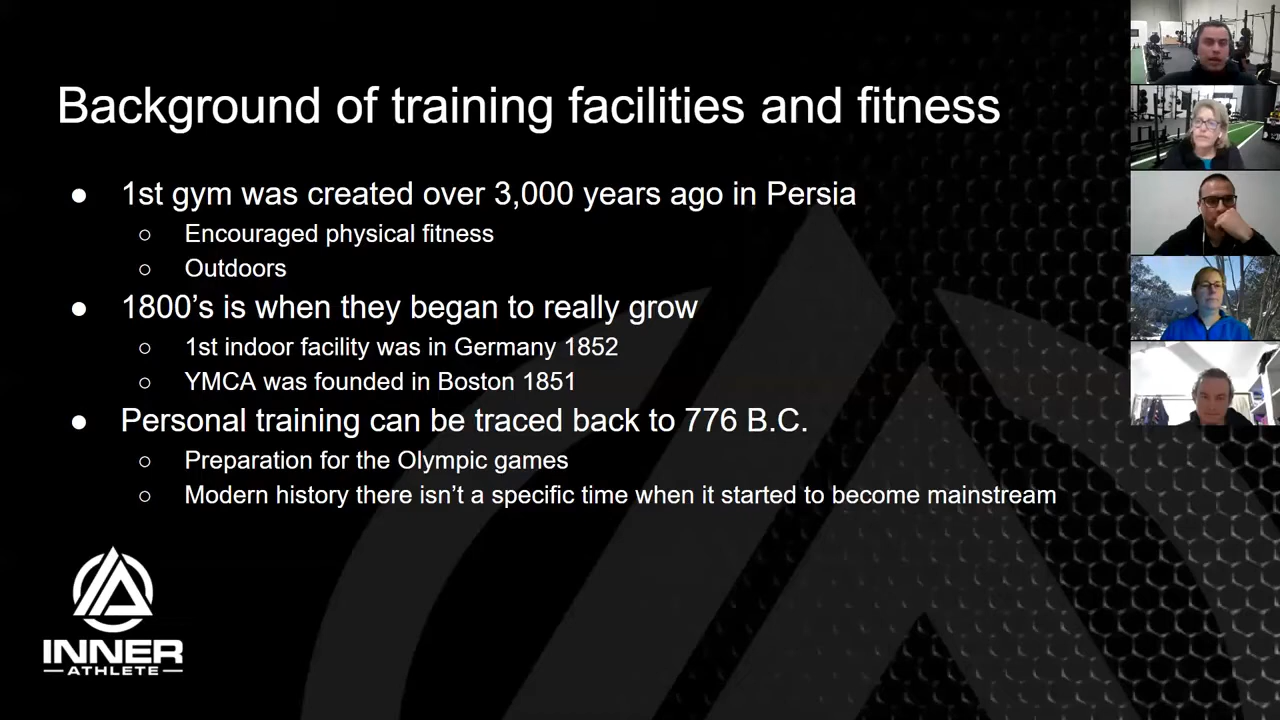 Background of training facilities and fitness
● 1st gym was created over 3,000 years ago in Persia
○ Encouraged physical fitness
○ Outdoors
● 1800’s is when they began to really grow
○ 1st indoor facility was in Germany 1852
○ YMCA was founded in Boston 1851
● Personal training can be traced back to 776 B.C.
○ Preparation for the Olympic games
○ Modern history there isn’t a specific time when it started to become mainstream
INNER
ATHLETE